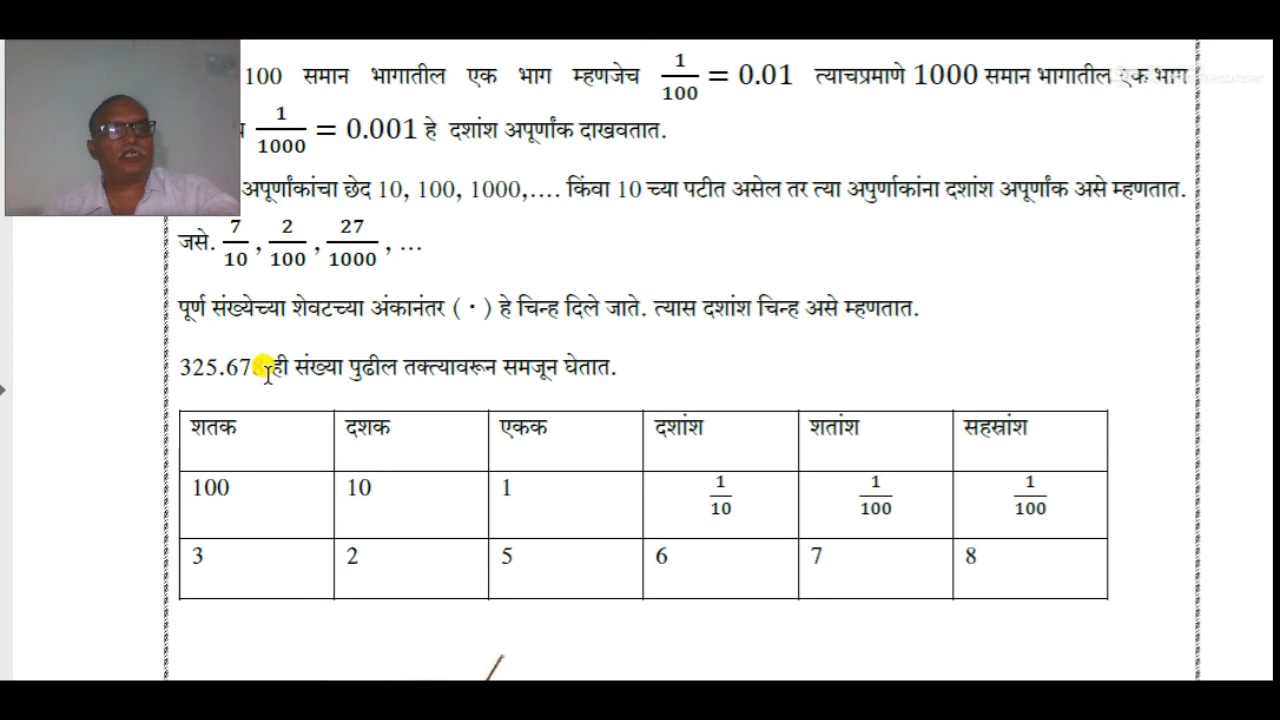 100 समान भागातील एक भाग म्हणजेच 1/100 = 0.01 त्याचप्रमाणे 1000 समान भागातील एक भाग
1/1000 = 0.001 हे दशांश अपूर्णांक दाखवतात.
अपूर्णांकांचा छेद 10, 100, 1000,.... किंवा 10 च्या पटीत असेल तर त्या अपुर्णाकांना दशांश अपूर्णांक असे म्हणतात.
जसे. 7/10 , 2/100 , 27/1000 , ...
पूर्ण संख्येच्या शेवटच्या अंकानंतर ( · ) हे चिन्ह दिले जाते. त्यास दशांश चिन्ह असे म्हणतात.
325.678 ही संख्या पुढील तक्त्यावरून समजून घेतात.
शतक दशक एकक दशांश शतांश सहस्रांश
100 10 1 1/10 1/100 1/100
3 2 5 6 7 8